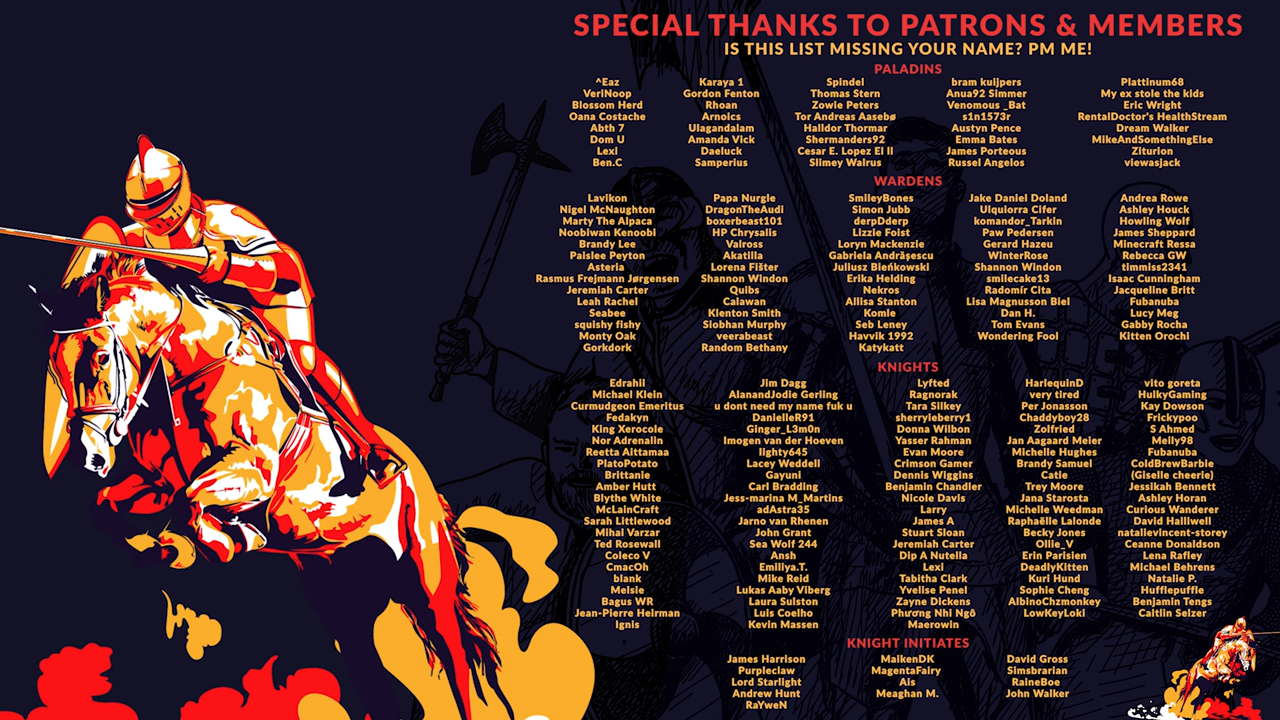 SPECIAL THANKS TO PATRONS & MEMBERS
IS THIS LIST MISSING YOUR NAME? PM ME!
PALADINS
^Eaz Karaya 1 Spindel bram kuijpers Plattinum68
VeriNoop Gordon Fenton Thomas Stern Anua92 Simmer My ex stole the kids
Blossom Herd Rhoan Zowie Peters Venomous _Bat Eric Wright
Oana Costache Arnolcs Tor Andreas Aasebø s1n1573r RentalDoctor's HealthStream
Abth 7 Ulagandalam Halldor Thormar Austyn Pence Dream Walker
Dom U Amanda Vick Shermanders92 Emma Bates MikeAndSomethingElse
Lexi Daeluck Cesar E. Lopez El II James Porteous Ziturion
Ben.C Samperius Slimey Walrus Russel Angelos viewasjack
WARDENS
Lavikon Papa Nurgle SmileyBones Jake Daniel Doland Andrea Rowe
Nigel McNaughton DragonTheAudi Simon Jubb Ulquiorra Cifer Ashley Houck
Marty The Alpaca boxerbeast101 derpDderp komandor_Tarkin Howling Wolf
Noobiwan Kenoobi HP Chrysalis Lizzie Foist Paw Pedersen James Sheppard
Brandy Lee Valross Loryn Mackenzie Gerard Hazeu Minecraft Ressa
Paislee Peyton Akatilla Gabriela Andrășescu WinterRose Rebecca GW
Asteria Lorena Fišter Juliusz Bieńkowski Shannon Windon timmiss2341
Rasmus Frejmann Jørgensen Shannon Windon Erika Helding smilecake13 Isaac Cunningham
Jeremiah Carter Quibs Nekros Radomír Cita Jacqueline Britt
Leah Rachel Calawan Allisa Stanton Lisa Magnusson Biel Fubanuba
Seabee Klenton Smith Komle Dan H. Lucy Meg
squishy fishy Siobhan Murphy Seb Leney Tom Evans Gabby Rocha
Monty Oak veerabeast Havvik 1992 Wondering Fool Kitten Orochi
Gorkdork Random Bethany Katykatt
KNIGHTS
Edrahil Jim Dagg Lyfted HarlequinD vito goreta
Michael Klein AlanandJodie Gerling Ragnorak very tired HulkyGaming
Curmudgeon Emeritus u dont need my name fuk u Tara Silkey Per Jonasson Kay Dowson
Fedakyn DanielleR91 sherryleberry1 Chaddyboy28 Frickypoo
King Xerocole Ginger_L3m0n Donna Wilbon Zolfried S Ahmed
Nor Adrenalin Imogen van der Hoeven Yasser Rahman Jan Aagaard Meier Melly98
Reetta Aittamaa lighty645 Evan Moore Michelle Hughes Fubanuba
PlatoPotato Lacey Weddell Crimson Gamer Brandy Samuel ColdBrewBarbie
Brittanie Gayuni Dennis Wiggins Catie (Giselle cheerie)
Amber Hutt Carl Bradding Benjamin Chandler Trey Moore Jessikah Bennett
Blythe White Jess-marina M_Martins Nicole Davis Jana Starosta Ashley Horan
McLainCraft adAstra35 Larry Michelle Weedman Curious Wanderer
Sarah Littlewood Jarno van Rhenen James A Raphaëlle Lalonde David Halliwell
Mihai Varzar John Grant Stuart Sloan Becky Jones natalievincent-storey
Ted Rosewall Sea Wolf 244 Jeremiah Carter Ollie_V Ceanne Donaldson
Coleco V Ansh Dip A Nutella Erin Parisien Lena Rafley
CmacOh Emiliya.T. Lexi DeadlyKitten Michael Behrens
blank Mike Reid Tabitha Clark Kuri Hund Natalie P.
Melsie Lukas Aaby Viberg Yvelise Penel Sophie Cheng Hufflepuffle
Bagus WR Laura Sulston Zayne Dickens AlbinoChzmonkey Benjamin Tengs
Jean-Pierre Heirman Luis Coelho Phương Nhi Ngô LowKeyLoki Caitlin Selzer
Ignis Kevin Massen Maerowin
KNIGHT INITIATES
James Harrison MaikenDK David Gross
Purpleclaw MagentaFairy Simsbrarian
Lord Starlight Als RaineBoe
Andrew Hunt Meaghan M. John Walker
RaYweN